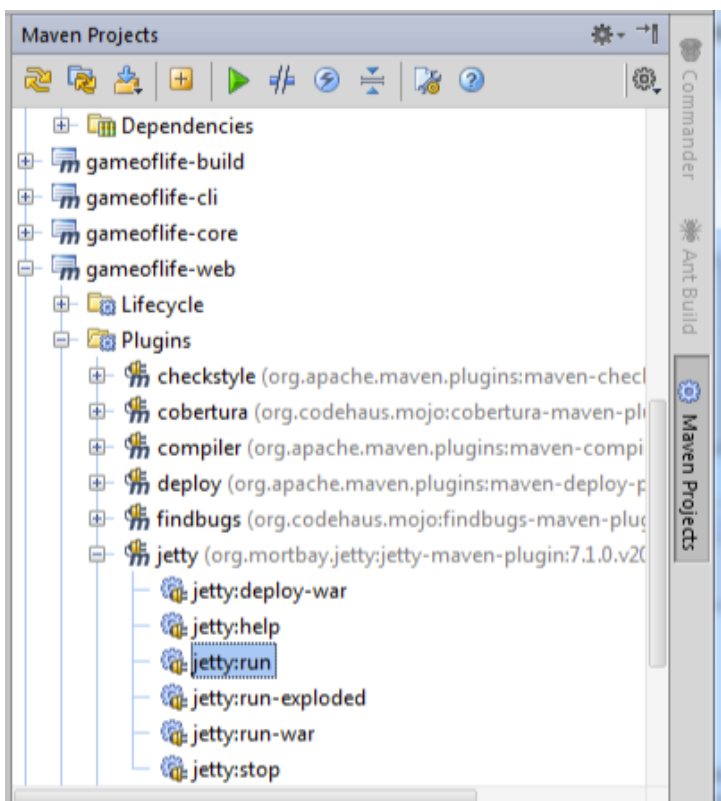 Maven Projects
Dependencies
gameoflife-build
gameoflife-cli
gameoflife-core
gameoflife-web
Lifecycle
Plugins
checkstyle (org.apache.maven.plugins:maven-chec
cobertura (org.codehaus.mojo:cobertura-maven-pl
compiler (org.apache.maven.plugins:maven-compi
deploy (org.apache.maven.plugins:maven-deploy-p
findbugs (org.codehaus.mojo:findbugs-maven-plug
jetty (org.mortbay.jetty:jetty-maven-plugin:7.1.0.v20
jetty:deploy-war
jetty:help
jetty:run
jetty:run-exploded
jetty:run-war
jetty:stop
Commander
Ant Build
Maven Projects